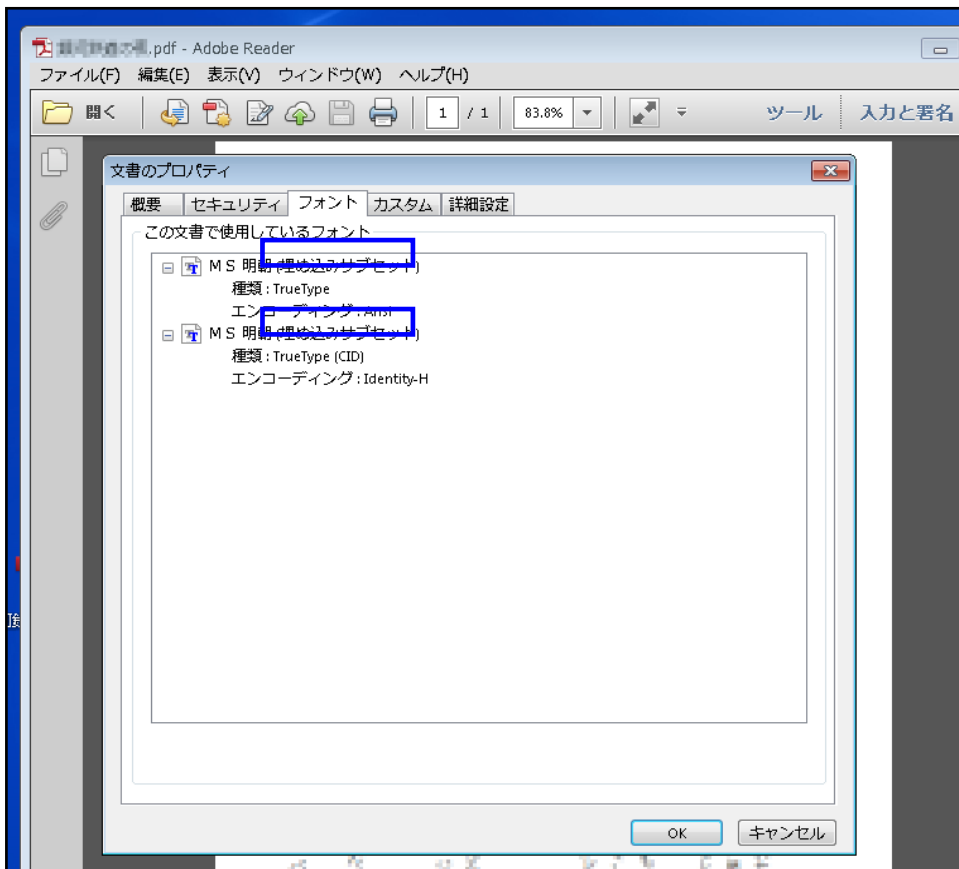 .pdf - Adobe Reader
ファイル(F) 編集(E) 表示(V) ウィンドウ(W) ヘルプ(H)
開く 1 / 1 83.8% ツール 入力と署名
文書のプロパティ
概要 セキュリティ フォント カスタム 詳細設定
この文書で使用しているフォント
ＭＳ 明朝 (埋め込みサブセット)
種類 : TrueType
エンコーディング : Ansi
ＭＳ 明朝 (埋め込みサブセット)
種類 : TrueType (CID)
エンコーディング : Identity-H
OK キャンセル